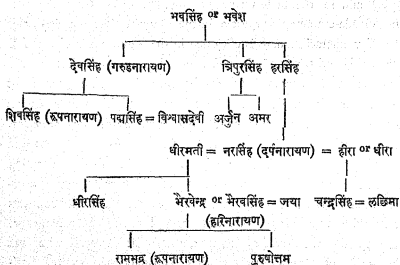 भवसिंह or भवेश
देवसिंह (गरुडनारायण) त्रिपुरसिंह हरसिंह
शिवसिंह (रूपनारायण) पद्मसिंह = विश्वासदेवी अर्जुन अमर
धीरमती = नरसिंह (दर्पनारायण) = हीरा or धीरा
धीरसिंह भैरवेन्द्र or भैरवसिंह = जया चन्द्रसिंह = लछिमा
(हरिनारायण)
रामभद्र (रूपनारायण) पुरुषोत्तम